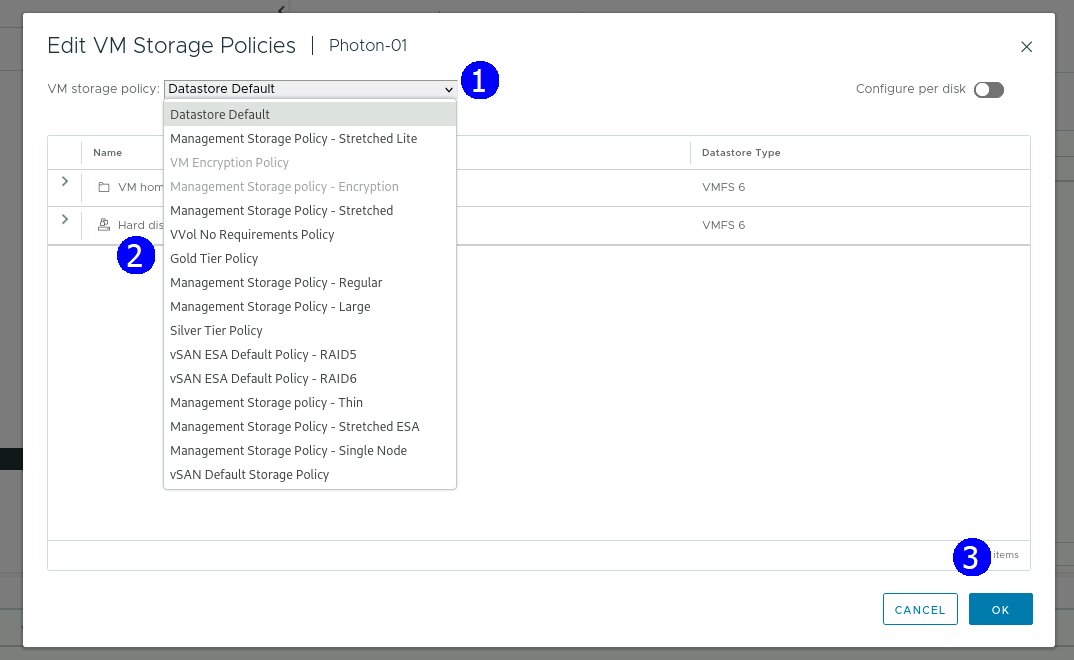 Edit VM Storage Policies | Photon-01
VM storage policy: Datastore Default 1
Configure per disk
Datastore Default
Management Storage Policy - Stretched Lite
Name
Datastore Type
VM Encryption Policy
VM hom
Management Storage policy - Encryption
VMFS 6
Management Storage Policy - Stretched
Hard dis
VMFS 6
VVol No Requirements Policy
2
Gold Tier Policy
Management Storage Policy - Regular
Management Storage Policy - Large
Silver Tier Policy
vSAN ESA Default Policy - RAID5
vSAN ESA Default Policy - RAID6
Management Storage policy - Thin
Management Storage Policy - Stretched ESA
Management Storage Policy - Single Node
vSAN Default Storage Policy
3 items
CANCEL
OK